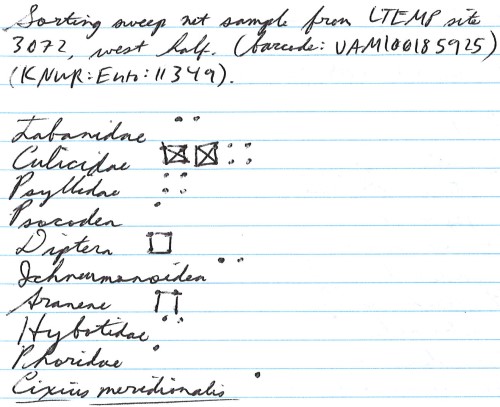 Sorting sweep net sample from LTEMP site
3072, west half. (barcode: UAM100185925)
(KNWR:Ento:11349).
Tabanidae
Culicidae
Psyllidae
Psocodea
Diptera
Ichneumonoidea
Araneae
Hybotidae
Phoridae
Cixius meridionalis